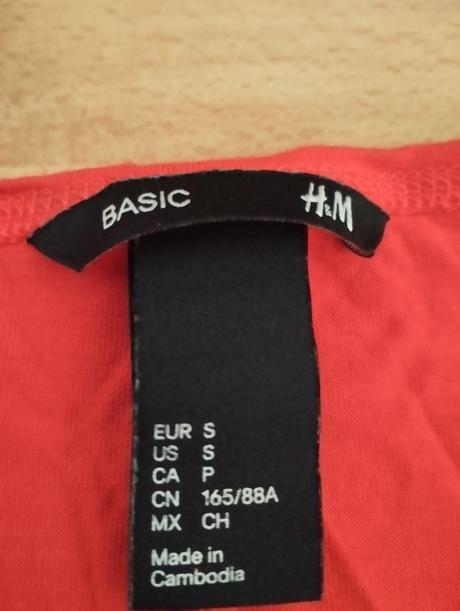 BASIC H&M
EUR S
US S
CA P
CN 165/88A
MX CH
Made in
Cambodia